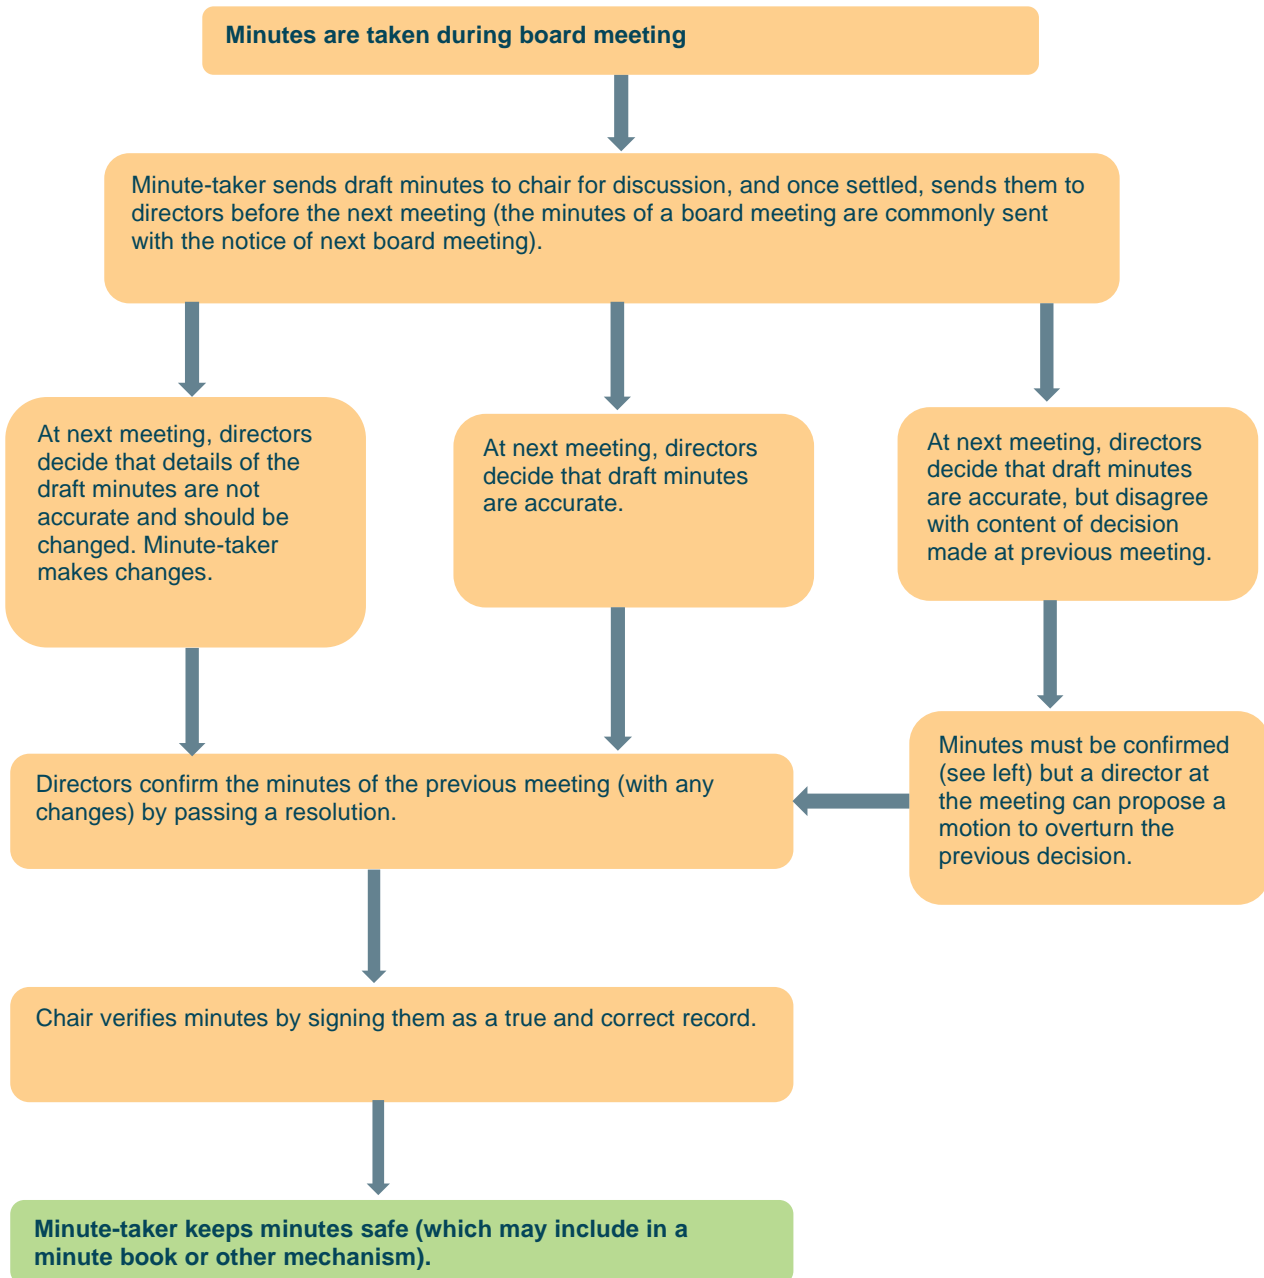 Minutes are taken during board meeting
Minute-taker sends draft minutes to chair for discussion, and once settled, sends them to
directors before the next meeting (the minutes of a board meeting are commonly sent
with the notice of next board meeting).
At next meeting, directors
decide that details of the
draft minutes are not
accurate and should be
changed. Minute-taker
makes changes.
At next meeting, directors
decide that draft minutes
are accurate.
At next meeting, directors
decide that draft minutes
are accurate, but disagree
with content of decision
made at previous meeting.
Minutes must be confirmed
(see left) but a director at
the meeting can propose a
motion to overturn the
previous decision.
Directors confirm the minutes of the previous meeting (with any
changes) by passing a resolution.
Chair verifies minutes by signing them as a true and correct record.
Minute-taker keeps minutes safe (which may include in a
minute book or other mechanism).